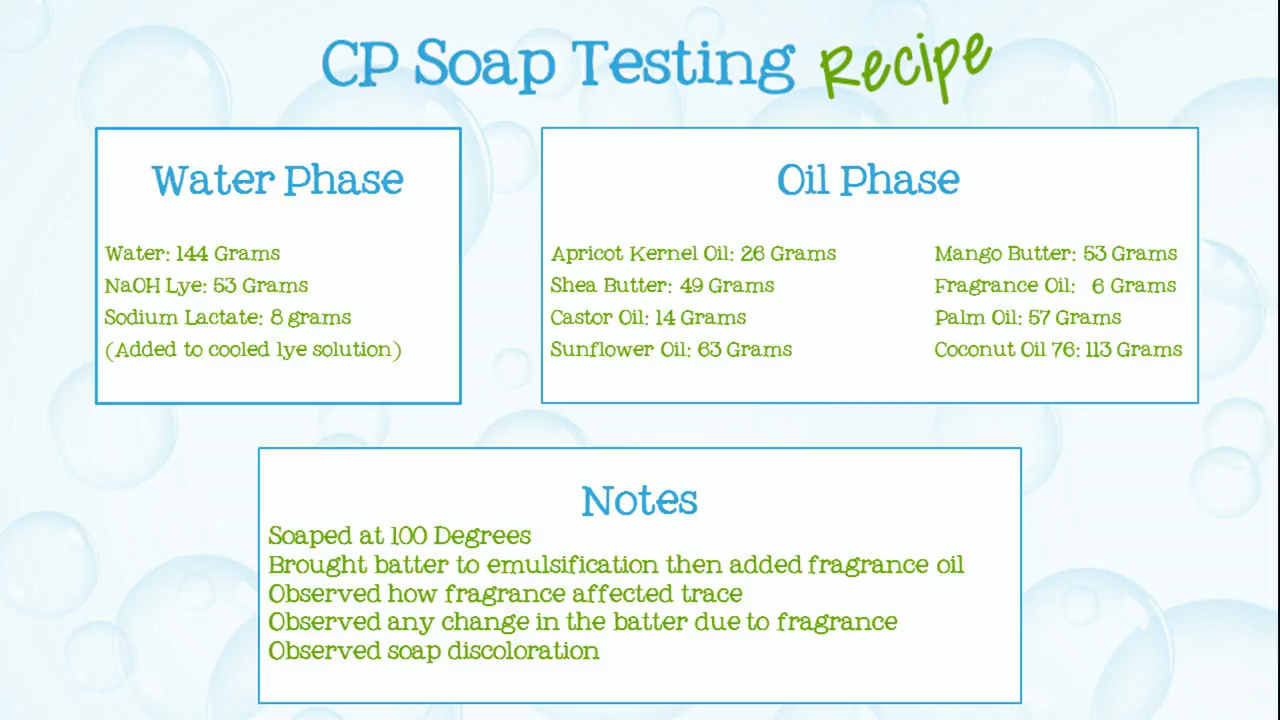 CP Soap Testing Recipe
Water Phase
Water: 144 Grams
NaOH Lye: 53 Grams
Sodium Lactate: 8 grams
(Added to cooled lye solution)
Oil Phase
Apricot Kernel Oil: 26 Grams
Shea Butter: 49 Grams
Castor Oil: 14 Grams
Sunflower Oil: 63 Grams
Mango Butter: 53 Grams
Fragrance Oil: 6 Grams
Palm Oil: 57 Grams
Coconut Oil 76: 113 Grams
Notes
Soaped at 100 Degrees
Brought batter to emulsification then added fragrance oil
Observed how fragrance affected trace
Observed any change in the batter due to fragrance
Observed soap discoloration